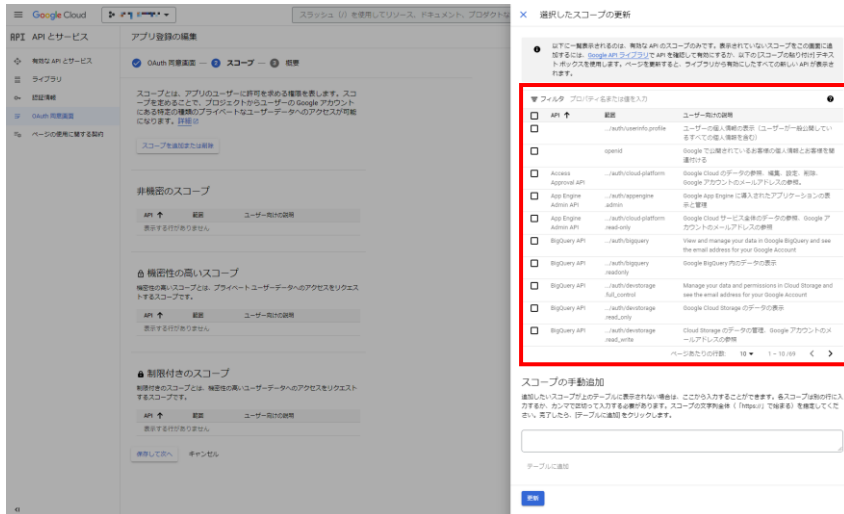 Google Cloud
スラッシュ（/）を使用してリソース、ドキュメント、プロダクトな
API APIとサービス
有効な API とサービス
ライブラリ
認証情報
OAuth 同意画面
ページの使用に関する契約
アプリ登録の編集
OAuth 同意画面 — 2 スコープ — 3 概要
スコープとは、アプリのユーザーに許可を求める権限を表します。スコ
ープを定めることで、プロジェクトからユーザーの Google アカウント
にある特定の種類のプライベートなユーザーデータへのアクセスが可能
になります。詳細
スコープを追加または削除
非機密のスコープ
API ↑ 範囲 ユーザー向けの説明
表示する行がありません
機密性の高いスコープ
機密性の高いスコープとは、プライベート ユーザーデータへのアクセスをリクエス
トするスコープです。
API ↑ 範囲 ユーザー向けの説明
表示する行がありません
制限付きのスコープ
制限付きのスコープとは、機密性の高いユーザーデータへのアクセスをリクエスト
するスコープです。
API ↑ 範囲 ユーザー向けの説明
表示する行がありません
保存して次へ キャンセル
× 選択したスコープの更新
以下に一覧表示されるのは、有効な API のスコープのみです。表示されていないスコープをこの画面に追
加するには、Google API ライブラリで API を検索して有効にするか、以下の [スコープの貼り付け] テキス
ト ボックスを使用します。ページを更新すると、ライブラリから有効にしたすべての新しい API が表示さ
れます。
フィルタ プロパティ名または値を入力
API ↑ 範囲 ユーザー向けの説明
.../auth/userinfo.profile ユーザーの個人情報の表示（ユーザーが一般公開してい
るすべての個人情報を含む）
openid Google で公開されているお客様の個人情報とお客様を関
連付ける
Access .../auth/cloud-platform Google Cloud のデータの参照、編集、設定、削除、
Approval API Google アカウントのメールアドレスの参照。
App Engine .../auth/appengine Google App Engine に導入されたアプリケーションの表
Admin API .admin 示と管理
App Engine .../auth/cloud-platform Google Cloud サービス全体のデータの参照、Google ア
Admin API .read-only カウントのメールアドレスの参照
BigQuery API .../auth/bigquery View and manage your data in Google BigQuery and see
the email address for your Google Account
BigQuery API .../auth/bigquery Google BigQuery 内のデータの表示
.readonly
BigQuery API .../auth/devstorage Manage your data and permissions in Cloud Storage and
.full_control see the email address for your Google Account
BigQuery API .../auth/devstorage Google Cloud Storage のデータの表示
.read_only
BigQuery API .../auth/devstorage Cloud Storage のデータの管理、Google アカウントのメ
.read_write ールアドレスの参照
ページあたりの行数: 10 ▼ 1 – 10 /69 < >
スコープの手動追加
追加したいスコープが上のテーブルに表示されない場合は、ここから入力することができます。各スコープは別の行に入
力するか、カンマで区切って入力する必要があります。スコープの文字列全体（「https://」で始まる）を指定してくだ
さい。完了したら、[テーブルに追加] をクリックします。
テーブルに追加
更新